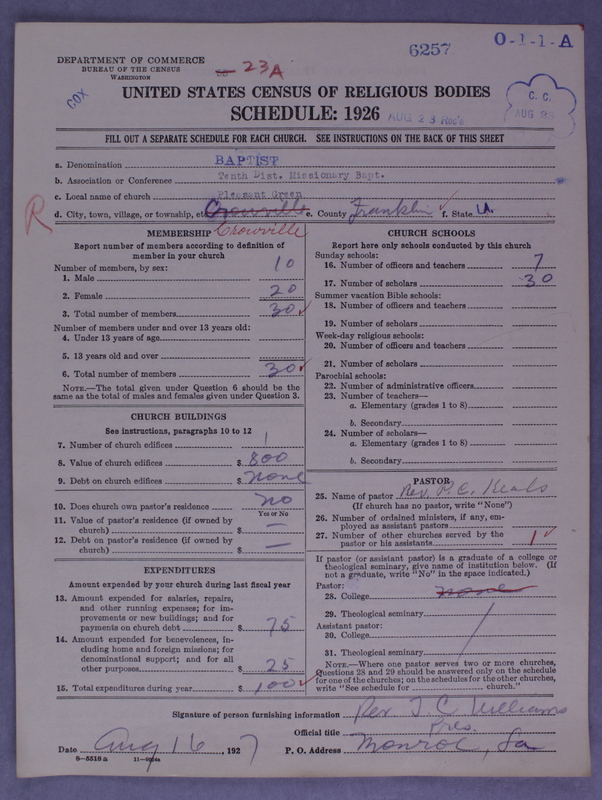 6257
O-1-1-A
DEPARTMENT OF COMMERCE
BUREAU OF THE CENSUS
WASHINGTON
23A
COX
C. C.
AUG 23
UNITED STATES CENSUS OF RELIGIOUS BODIES
SCHEDULE: 1926
AUG 23 Rec'd
FILL OUT A SEPARATE SCHEDULE FOR EACH CHURCH. SEE INSTRUCTIONS ON THE BACK OF THIS SHEET
a. Denomination BAPTIST
b. Association or Conference Tenth Dist. Missionary Bapt.
c. Local name of church Pleasant Green
R
d. City, town, village, or township, etc. Crowville e. County Franklin f. State La.
Crowville
MEMBERSHIP
Report number of members according to definition of
member in your church
Number of members, by sex:
1. Male 10
2. Female 20
3. Total number of members 30
Number of members under and over 13 years old:
4. Under 13 years of age
5. 13 years old and over
6. Total number of members 30
NOTE.—The total given under Question 6 should be the
same as the total of males and females given under Question 3.
CHURCH BUILDINGS
See instructions, paragraphs 10 to 12
7. Number of church edifices 1
8. Value of church edifices $ 800
9. Debt on church edifices $ none
10. Does church own pastor's residence no
Yes or No
11. Value of pastor's residence (if owned by
church) $ —
12. Debt on pastor's residence (if owned by
church) $ —
EXPENDITURES
Amount expended by your church during last fiscal year
13. Amount expended for salaries, repairs,
and other running expenses; for im-
provements or new buildings; and for
payments on church debt $ 75
14. Amount expended for benevolences, in-
cluding home and foreign missions; for
denominational support; and for all
other purposes $ 25
15. Total expenditures during year $ 100
CHURCH SCHOOLS
Report here only schools conducted by this church
Sunday schools:
16. Number of officers and teachers 7
17. Number of scholars 30
Summer vacation Bible schools:
18. Number of officers and teachers
19. Number of scholars
Week-day religious schools:
20. Number of officers and teachers
21. Number of scholars
Parochial schools:
22. Number of administrative officers
23. Number of teachers—
a. Elementary (grades 1 to 8)
b. Secondary
24. Number of scholars—
a. Elementary (grades 1 to 8)
b. Secondary
PASTOR
25. Name of pastor Rev. P.C.
(If church has no pastor, write "None")
26. Number of ordained ministers, if any, em-
ployed as assistant pastors
27. Number of other churches served by the
pastor or his assistants 1
If pastor (or assistant pastor) is a graduate of a college or
theological seminary, give name of institution below. (If
not a graduate, write "No" in the space indicated.)
Pastor:
28. College none
29. Theological seminary
Assistant pastor:
30. College
31. Theological seminary
NOTE.—Where one pastor serves two or more churches,
Questions 28 and 29 should be answered only on the schedule
for one of the churches; on the schedules for the other churches,
write "See schedule for church."
Signature of person furnishing information Rev J. C. Williams
Official title Pres.
Date Aug 16, 1927 P. O. Address Monroe, La
8-5518 a